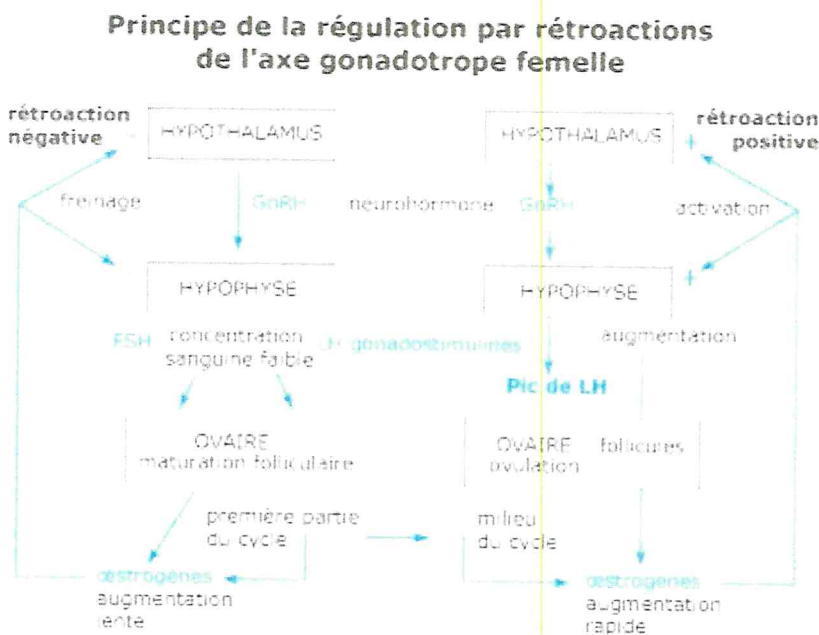 Principe de la régulation par rétroactions
de l'axe gonadotrope femelle
rétroaction
négative
-
HYPOTHALAMUS
HYPOTHALAMUS
+
rétroaction
positive
freinage
GnRH
neurohormone
GnRH
activation
HYPOPHYSE
HYPOPHYSE
+
FSH
concentration
sanguine faible
LH gonadostimulines
augmentation
Pic de LH
OVAIRE
maturation folliculaire
OVAIRE
ovulation
follicures
première partie
du cycle
milieu
du cycle
œstrogènes
augmentation
lente
œstrogènes
augmentation
rapide